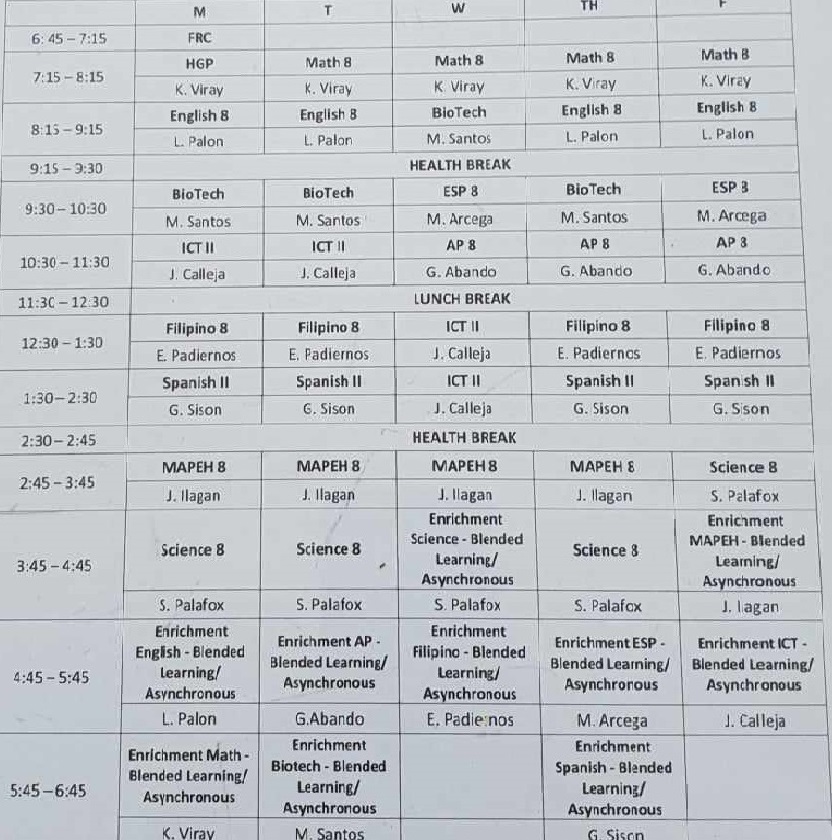 M T W TH F
6:45 – 7:15 FRC
7:15 – 8:15 HGP Math 8 Math 8 Math 8 Math 8
K. Viray K. Viray K. Viray K. Viray K. Viray
8:15 – 9:15 English 8 English 8 BioTech English 8 English 8
L. Palon L. Palon M. Santos L. Palon L. Palon
9:15 – 9:30 HEALTH BREAK
9:30 – 10:30 BioTech BioTech ESP 8 BioTech ESP 8
M. Santos M. Santos M. Arcega M. Santos M. Arcega
10:30 – 11:30 ICT II ICT II AP 8 AP 8 AP 8
J. Calleja J. Calleja G. Abando G. Abando G. Abando
11:30 – 12:30 LUNCH BREAK
12:30 – 1:30 Filipino 8 Filipino 8 ICT II Filipino 8 Filipino 8
E. Padiernos E. Padiernos J. Calleja E. Padiernos E. Padiernos
1:30 – 2:30 Spanish II Spanish II ICT II Spanish II Spanish II
G. Sison G. Sison J. Calleja G. Sison G. Sison
2:30 – 2:45 HEALTH BREAK
2:45 – 3:45 MAPEH 8 MAPEH 8 MAPEH 8 MAPEH 8 Science 8
J. Ilagan J. Ilagan J. Ilagan J. Ilagan S. Palafox
3:45 – 4:45
Science 8
S. Palafox
Science 8
S. Palafox
Enrichment
Science - Blended
Learning/
Asynchronous
S. Palafox
Science 8
S. Palafox
Enrichment
MAPEH - Blended
Learning/
Asynchronous
J. Ilagan
4:45 – 5:45
Enrichment
English - Blended
Learning/
Asynchronous
L. Palon
Enrichment AP -
Blended Learning/
Asynchronous
G.Abando
Enrichment
Filipino - Blended
Learning/
Asynchronous
E. Padiernos
Enrichment ESP -
Blended Learning/
Asynchronous
M. Arcega
Enrichment ICT -
Blended Learning/
Asynchronous
J. Calleja
5:45 – 6:45
Enrichment Math -
Blended Learning/
Asynchronous
K. Viray
Enrichment
Biotech - Blended
Learning/
Asynchronous
M. Santos
Enrichment
Spanish - Blended
Learning/
Asynchronous
G. Sison